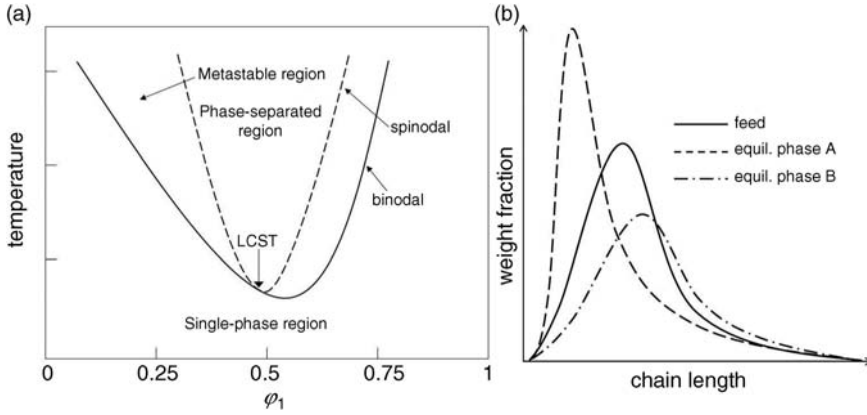 (a)
Metastable region
Phase-separated
region
spinodal
binodal
LCST
Single-phase region
temperature
0
0.25
0.5
0.75
1
φ1
(b)
feed
equil. phase A
equil. phase B
weight fraction
chain length